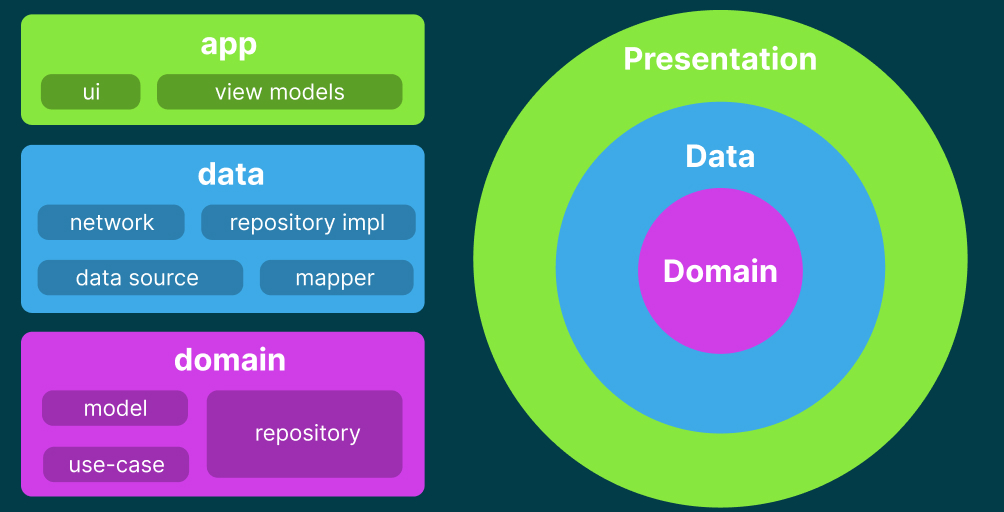 app
ui
view models
data
network
repository impl
data source
mapper
domain
model
use-case
repository
Presentation
Data
Domain